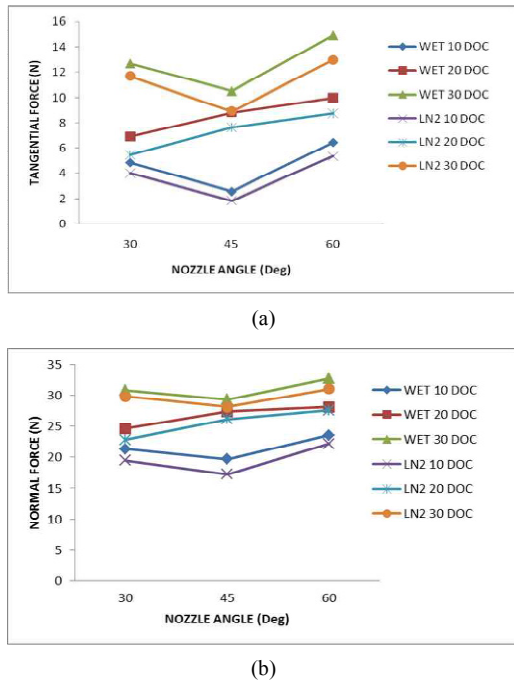 16
14
12
10
8
6
4
2
0
TANGENTIAL FORCE (N)
30 45 60
NOZZLE ANGLE (Deg)
WET 10 DOC
WET 20 DOC
WET 30 DOC
LN2 10 DOC
LN2 20 DOC
LN2 30 DOC
(a)
35
30
25
20
15
10
5
0
NORMAL FORCE (N)
30 45 60
NOZZLE ANGLE (Deg)
WET 10 DOC
WET 20 DOC
WET 30 DOC
LN2 10 DOC
LN2 20 DOC
LN2 30 DOC
(b)